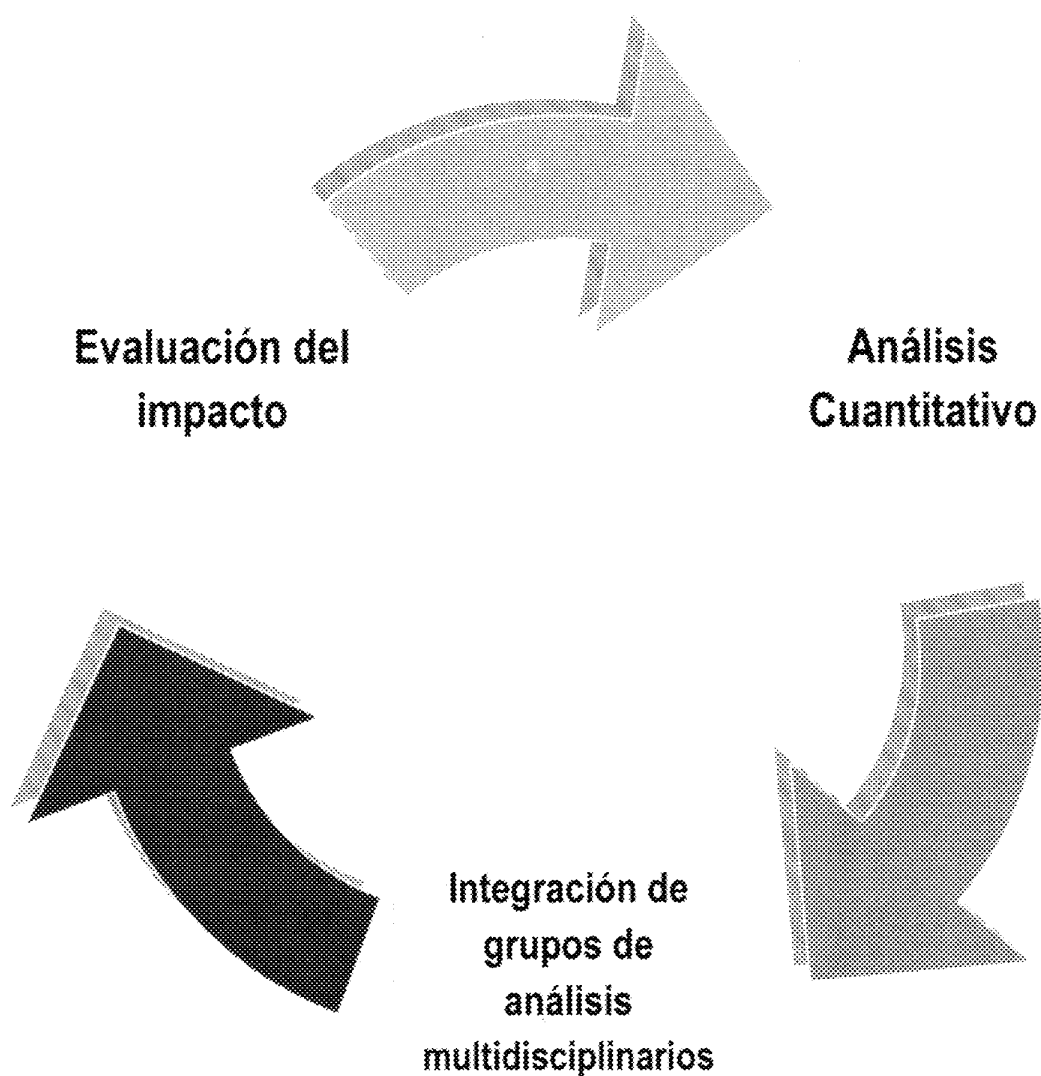 Evaluación del
impacto
Análisis
Cuantitativo
Integración de
grupos de
análisis
multidisciplinarios